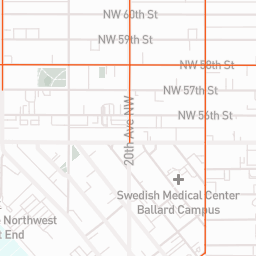 NW 60th St
NW 59th St
NW 58th St
NW 57th St
NW 56th St
20th Ave NW
Swedish Medical Center
Ballard Campus
Northwest
End